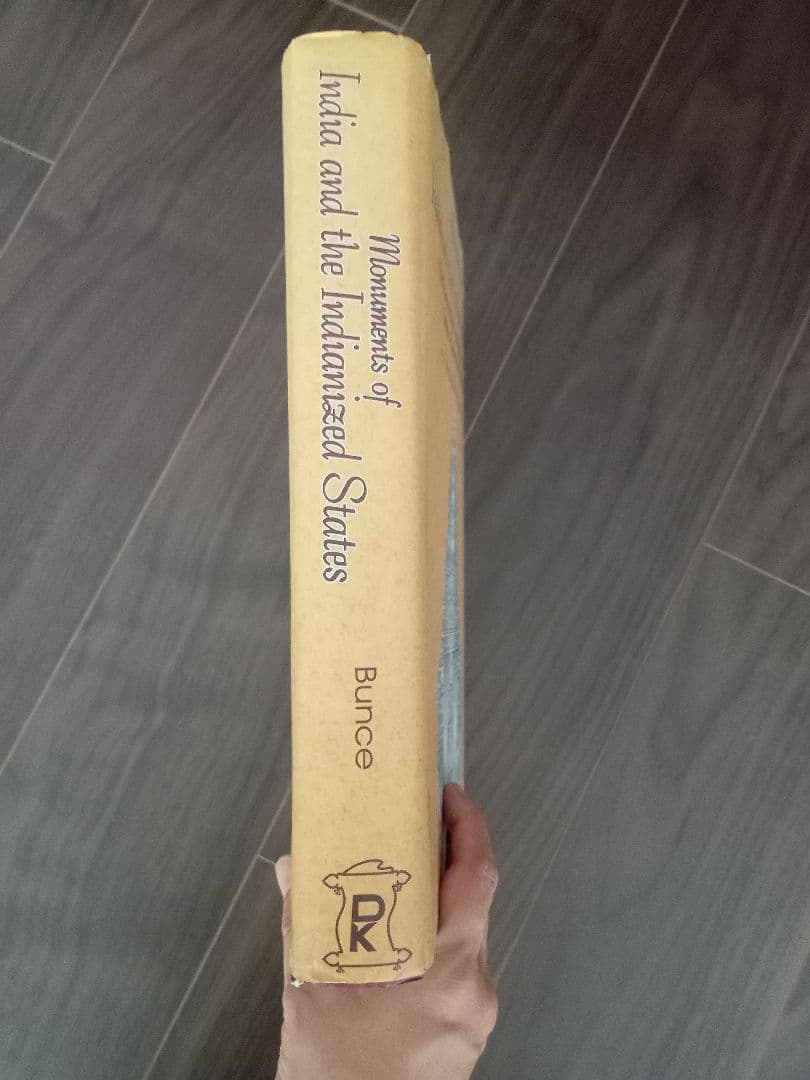 Monuments of
India and the Indianized States
Bunce
DK